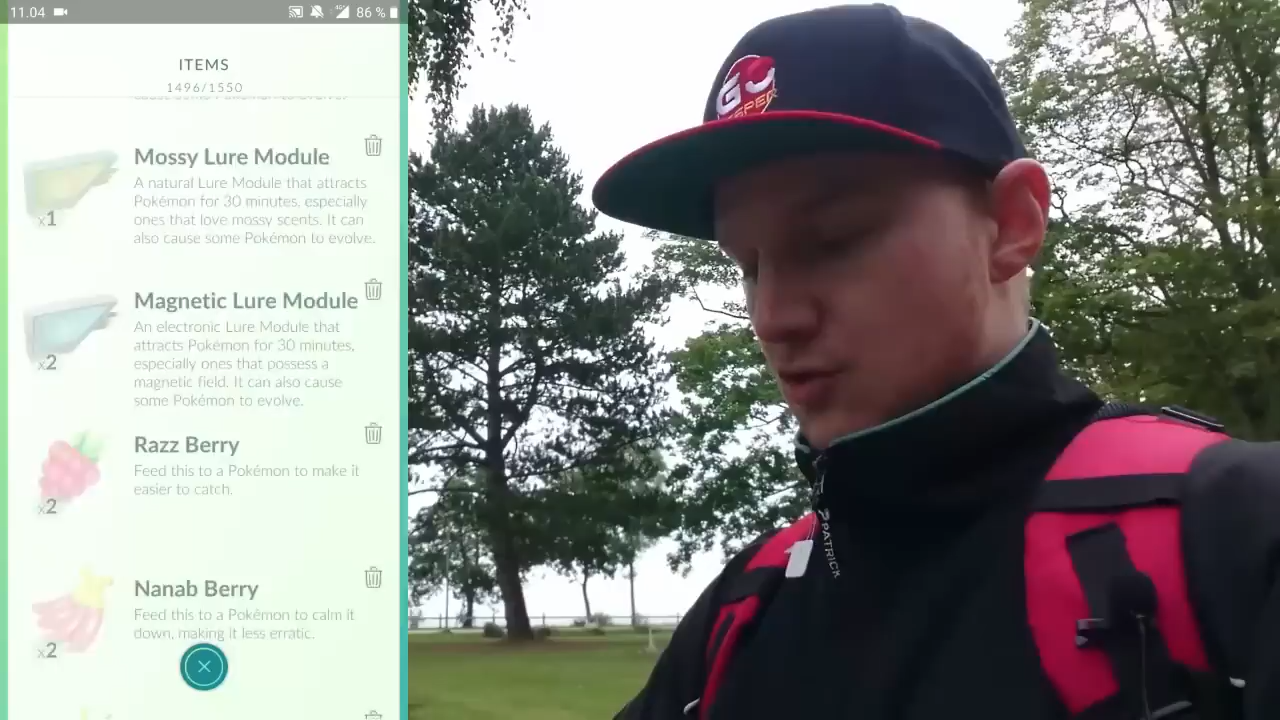 11.04
86 %
ITEMS
1496/1550
Mossy Lure Module
A natural Lure Module that attracts
Pokémon for 30 minutes, especially
ones that love mossy scents. It can
also cause some Pokémon to evolve.
x1
Magnetic Lure Module
An electronic Lure Module that
attracts Pokémon for 30 minutes,
especially ones that possess a
magnetic field. It can also cause
some Pokémon to evolve.
x2
Razz Berry
Feed this to a Pokémon to make it
easier to catch.
x2
Nanab Berry
Feed this to a Pokémon to calm it
down, making it less erratic.
x2
GO
PATRICK